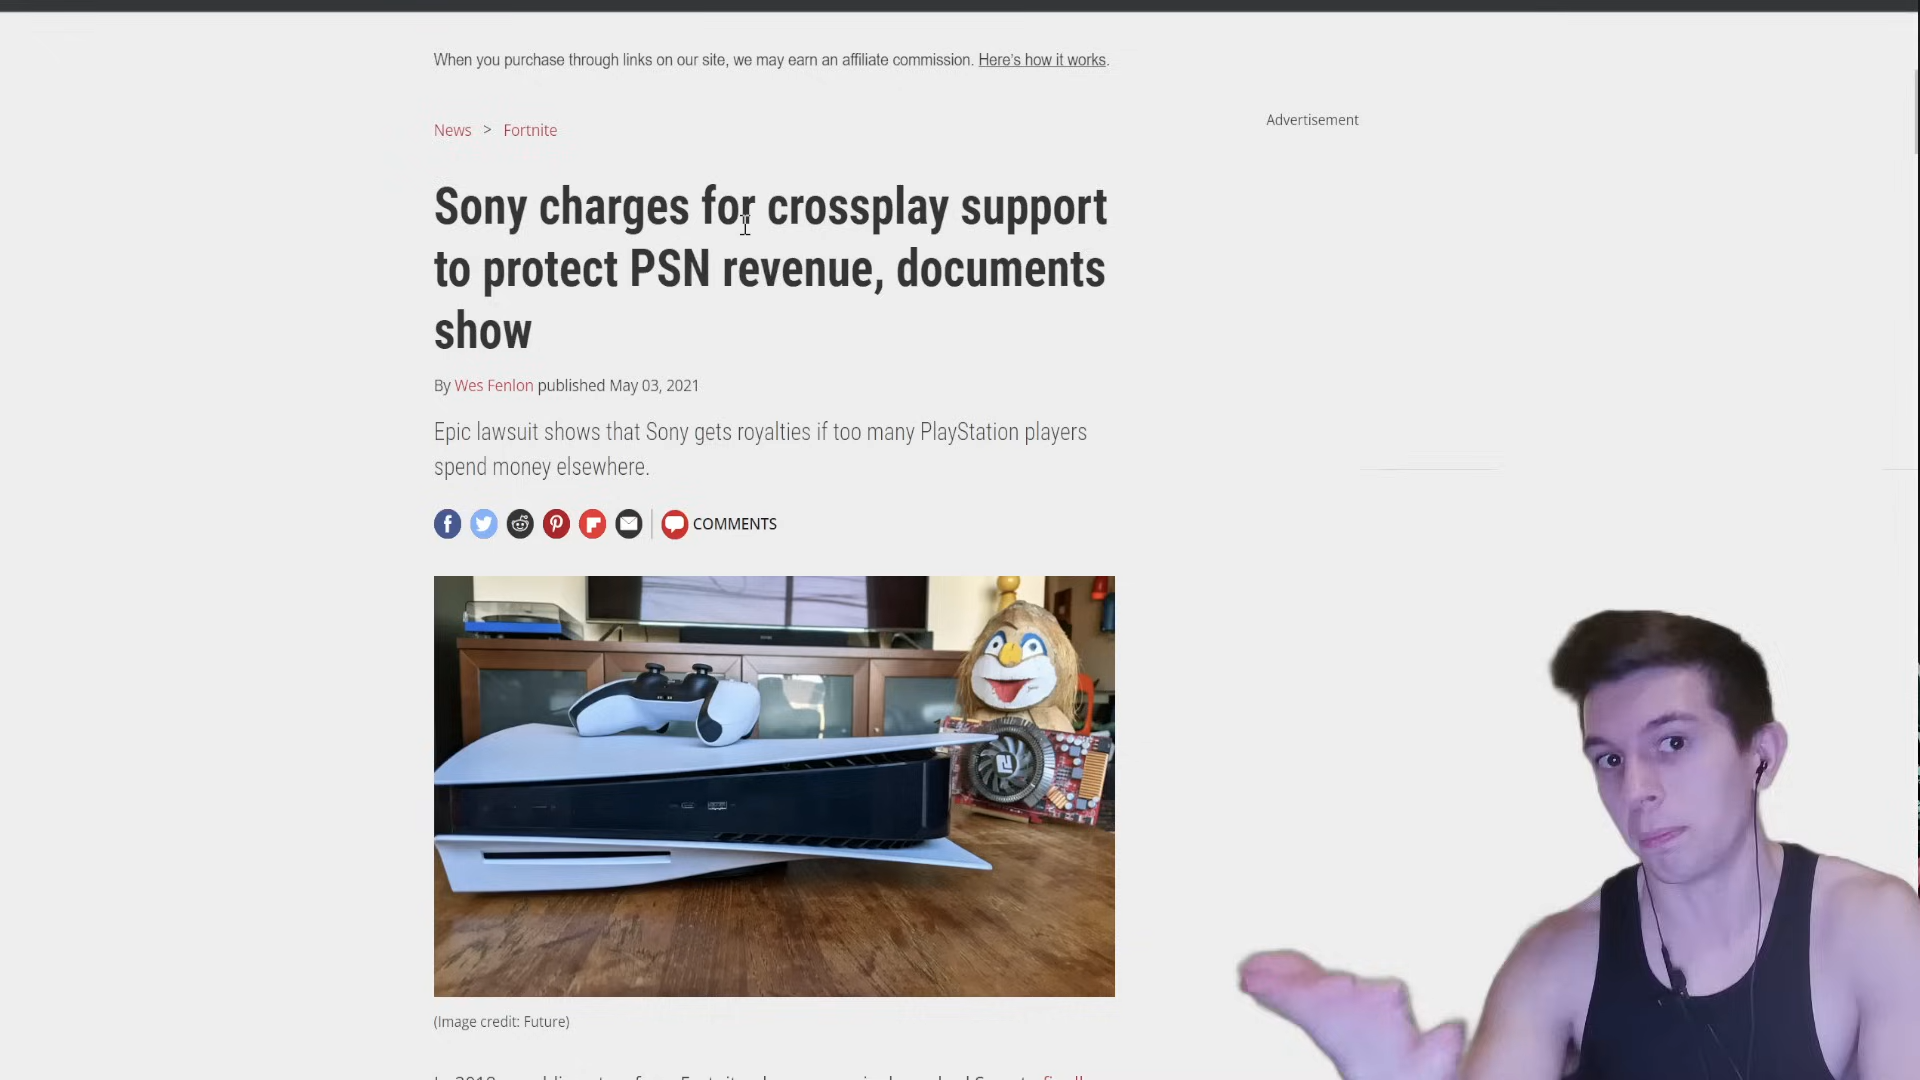 When you purchase through links on our site, we may earn an affiliate commission. Here's how it works.
Advertisement
News > Fortnite
Sony charges for crossplay support
to protect PSN revenue, documents
show
By Wes Fenlon published May 03, 2021
Epic lawsuit shows that Sony gets royalties if too many PlayStation players
spend money elsewhere.
COMMENTS
(Image credit: Future)